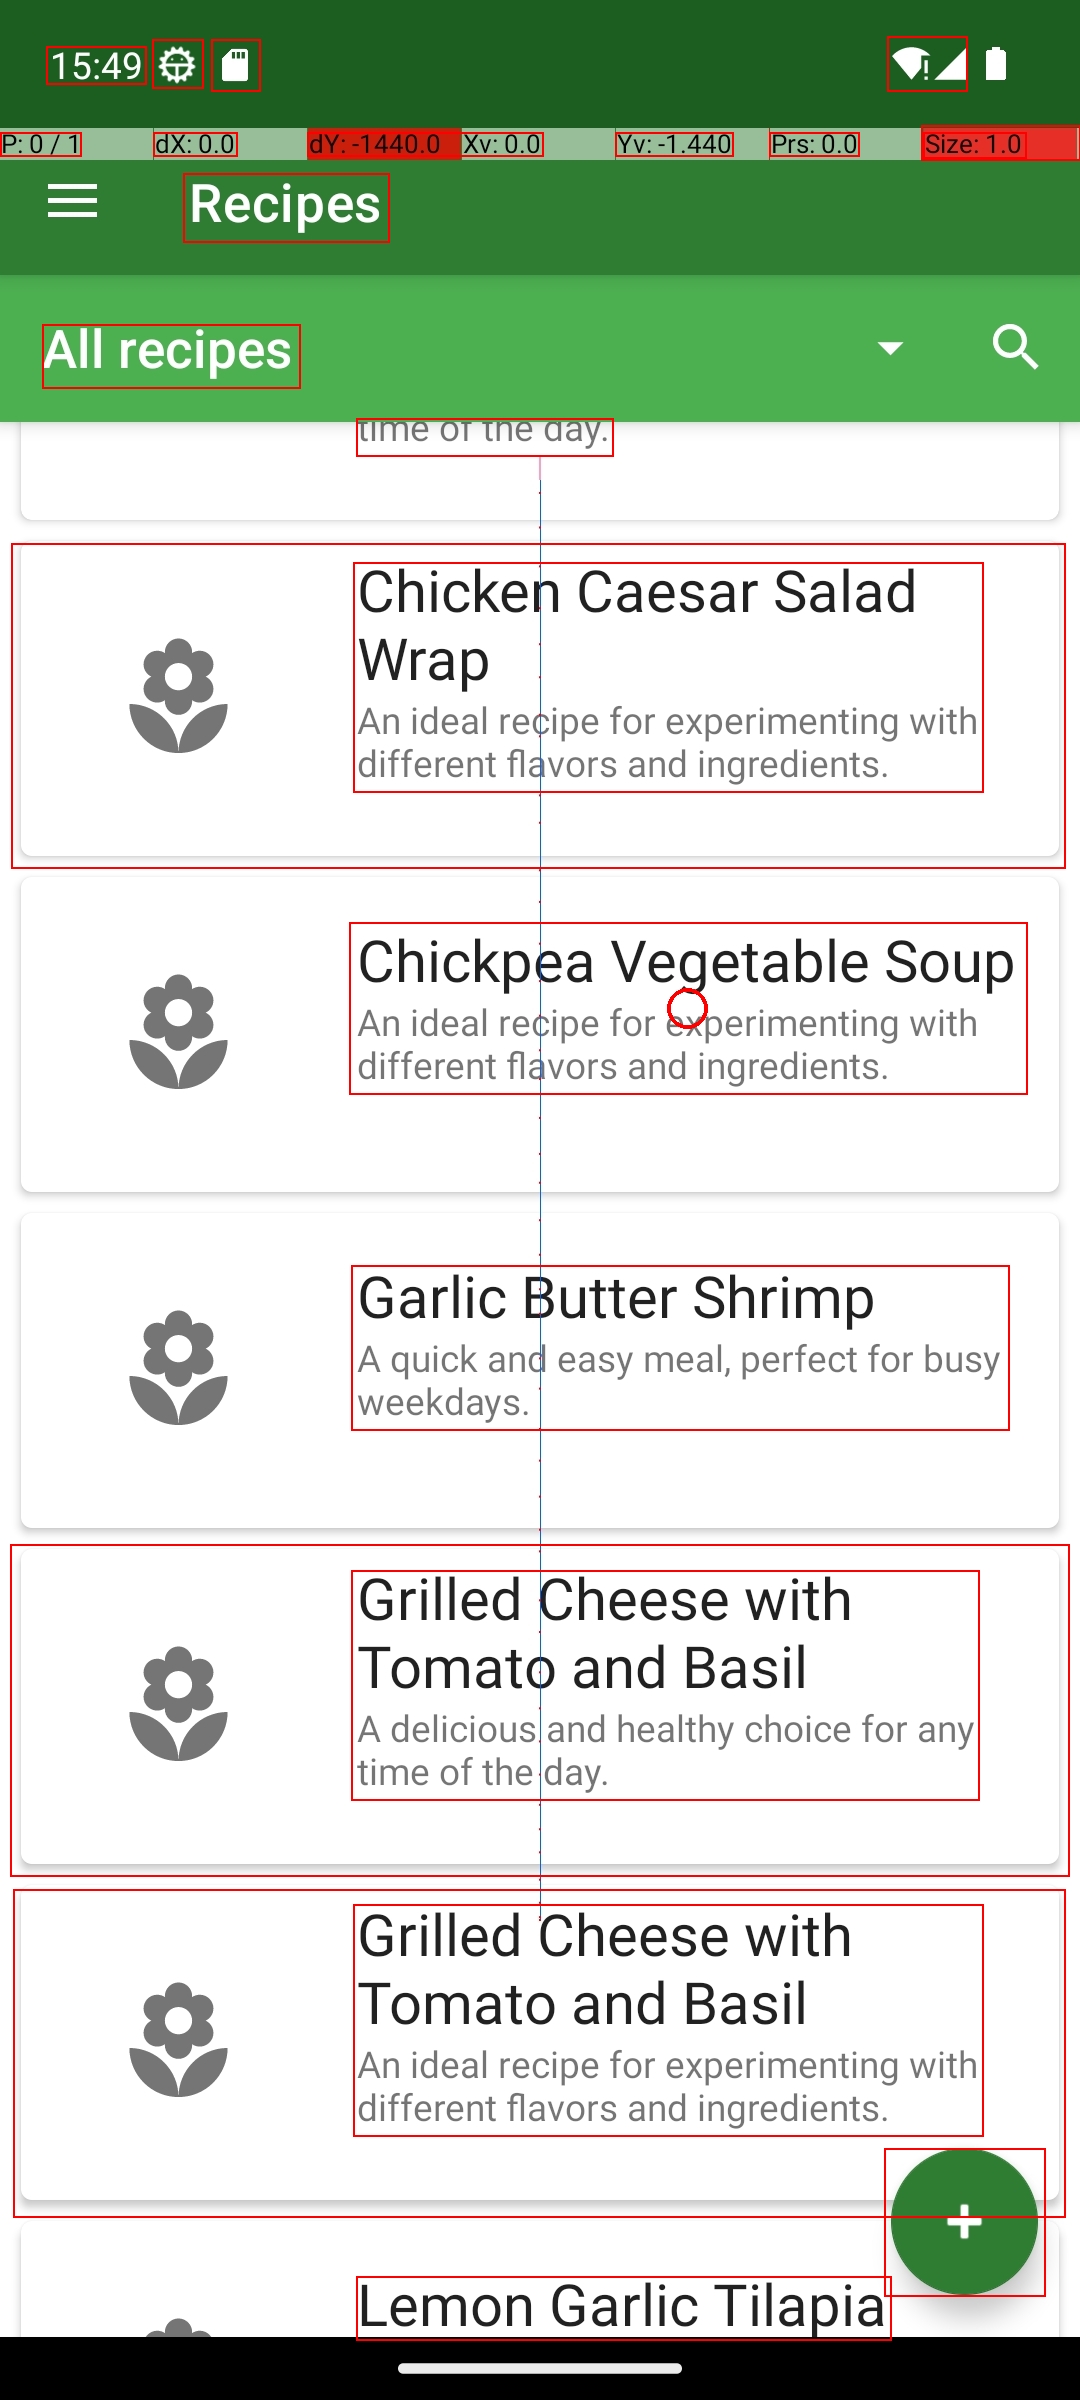 15:49
P: 0 / 1 dX: 0.0 dY: -1440.0 Xv: 0.0 Yv: -1.440 Prs: 0.0 Size: 1.0
Recipes
All recipes
time of the day.
Chicken Caesar Salad
Wrap
An ideal recipe for experimenting with
different flavors and ingredients.
Chickpea Vegetable Soup
An ideal recipe for experimenting with
different flavors and ingredients.
Garlic Butter Shrimp
A quick and easy meal, perfect for busy
weekdays.
Grilled Cheese with
Tomato and Basil
A delicious and healthy choice for any
time of the day.
Grilled Cheese with
Tomato and Basil
An ideal recipe for experimenting with
different flavors and ingredients.
Lemon Garlic Tilapia